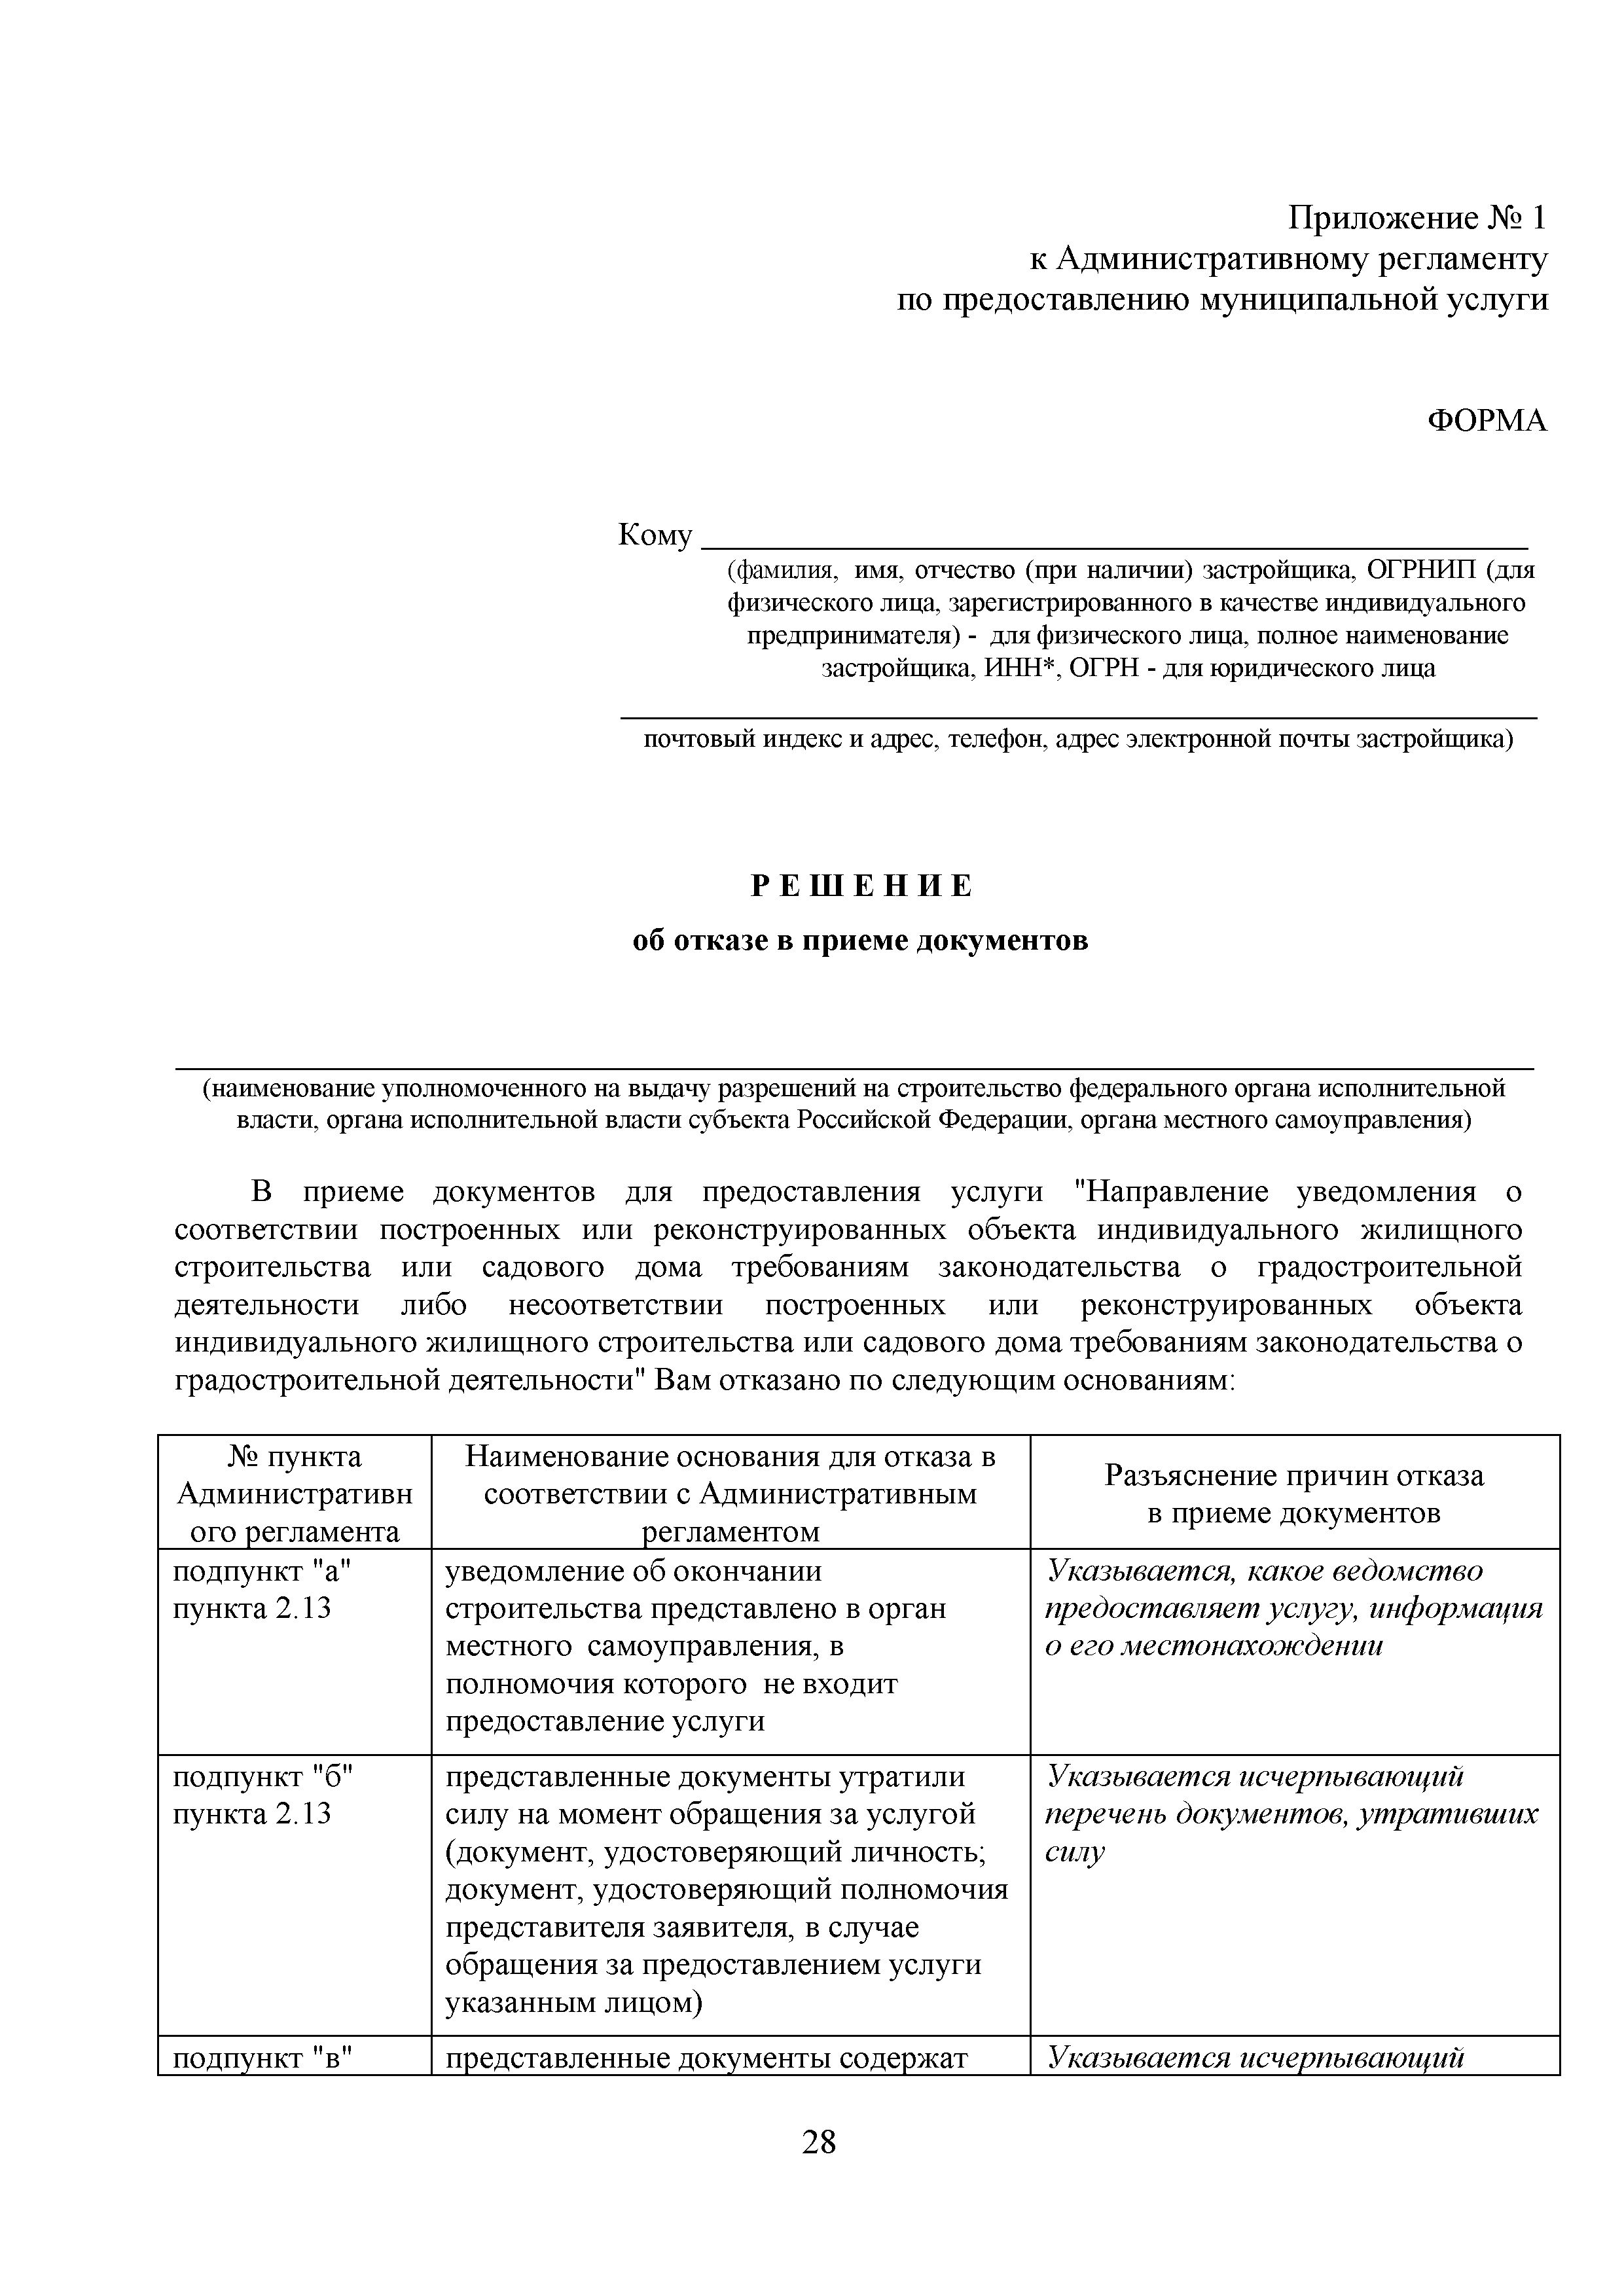 Приложение № 1
к Административному регламенту
по предоставлению муниципальной услуги
ФОРМА
Кому
(фамилия, имя, отчество (при наличии) застройщика, ОГРНИП (для
физического лица, зарегистрированного в качестве индивидуального
предпринимателя) - для физического лица, полное наименование
застройщика, ИНН*, ОГРН - для юридического лица
почтовый индекс и адрес, телефон, адрес электронной почты застройщика)
Р Е Ш Е Н И Е
об отказе в приеме документов
(наименование уполномоченного на выдачу разрешений на строительство федерального органа исполнительной
власти, органа исполнительной власти субъекта Российской Федерации, органа местного самоуправления)
В приеме документов для предоставления услуги "Направление уведомления о
соответствии построенных или реконструированных объекта индивидуального жилищного
строительства или садового дома требованиям законодательства о градостроительной
деятельности либо несоответствии построенных или реконструированных объекта
индивидуального жилищного строительства или садового дома требованиям законодательства о
градостроительной деятельности" Вам отказано по следующим основаниям:
№ пункта
Административн
ого регламента
Наименование основания для отказа в
соответствии с Административным
регламентом
Разъяснение причин отказа
в приеме документов
подпункт "а"
пункта 2.13
уведомление об окончании
строительства представлено в орган
местного самоуправления, в
полномочия которого не входит
предоставление услуги
Указывается, какое ведомство
предоставляет услугу, информация
о его местонахождении
подпункт "б"
пункта 2.13
представленные документы утратили
силу на момент обращения за услугой
(документ, удостоверяющий личность;
документ, удостоверяющий полномочия
представителя заявителя, в случае
обращения за предоставлением услуги
указанным лицом)
Указывается исчерпывающий
перечень документов, утративших
силу
подпункт "в"
представленные документы содержат
Указывается исчерпывающий
28